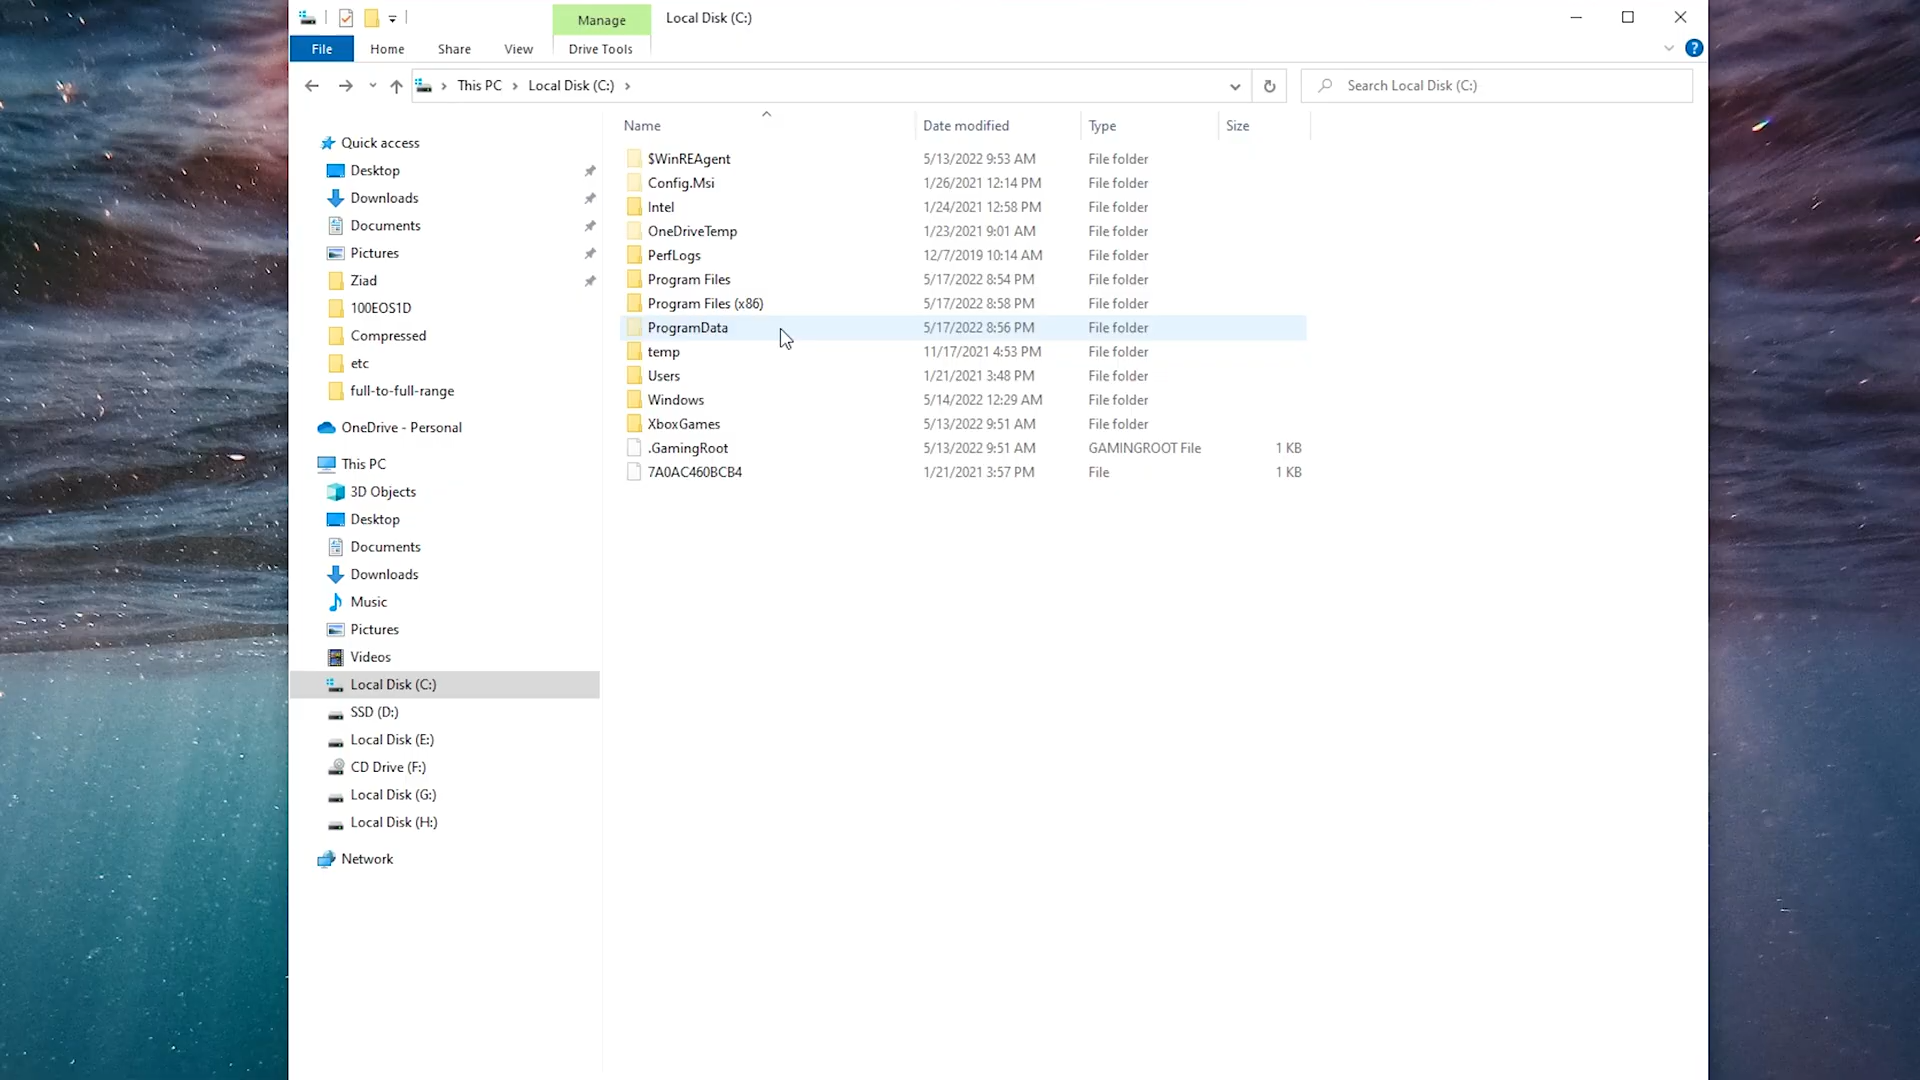 Manage
Local Disk (C:)
File
Home
Share
View
Drive Tools
This PC
Local Disk (C:)
Search Local Disk (C:)
Name
Date modified
Type
Size
Quick access
Desktop
Downloads
Documents
Pictures
Ziad
100EOS1D
Compressed
etc
full-to-full-range
OneDrive - Personal
This PC
3D Objects
Desktop
Documents
Downloads
Music
Pictures
Videos
Local Disk (C:)
SSD (D:)
Local Disk (E:)
CD Drive (F:)
Local Disk (G:)
Local Disk (H:)
Network
$WinREAgent 5/13/2022 9:53 AM File folder
Config.Msi 1/26/2021 12:14 PM File folder
Intel 1/24/2021 12:58 PM File folder
OneDriveTemp 1/23/2021 9:01 AM File folder
PerfLogs 12/7/2019 10:14 AM File folder
Program Files 5/17/2022 8:54 PM File folder
Program Files (x86) 5/17/2022 8:58 PM File folder
ProgramData 5/17/2022 8:56 PM File folder
temp 11/17/2021 4:53 PM File folder
Users 1/21/2021 3:48 PM File folder
Windows 5/14/2022 12:29 AM File folder
XboxGames 5/13/2022 9:51 AM File folder
.GamingRoot 5/13/2022 9:51 AM GAMINGROOT File 1 KB
7A0AC460BCB4 1/21/2021 3:57 PM File 1 KB